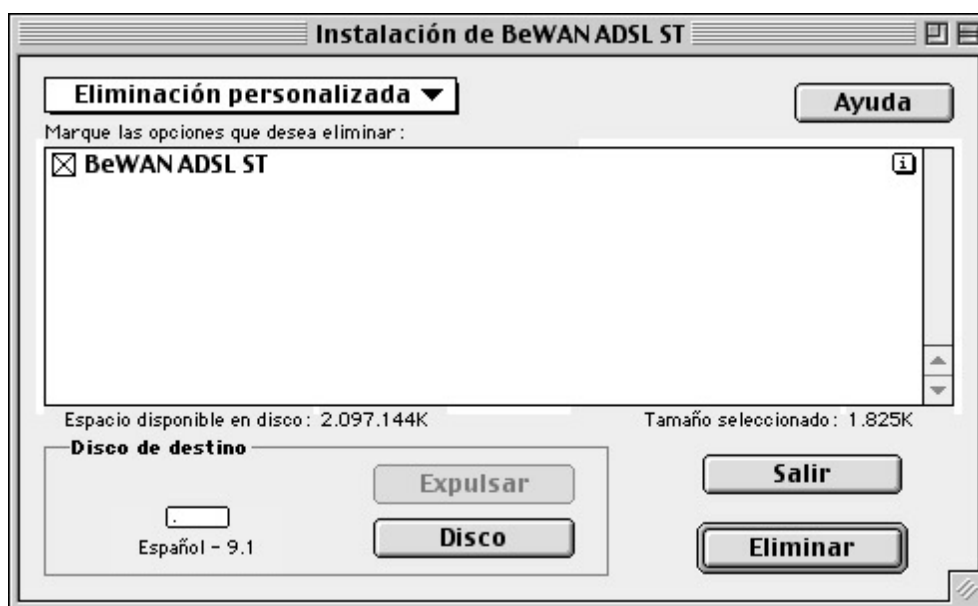 Instalación de BeWAN ADSL ST
Eliminación personalizada
Ayuda
Marque las opciones que desea eliminar :
BeWAN ADSL ST
i
Espacio disponible en disco : 2.097.144K
Tamaño seleccionado : 1.825K
Disco de destino
Expulsar
Salir
Español - 9.1
Disco
Eliminar